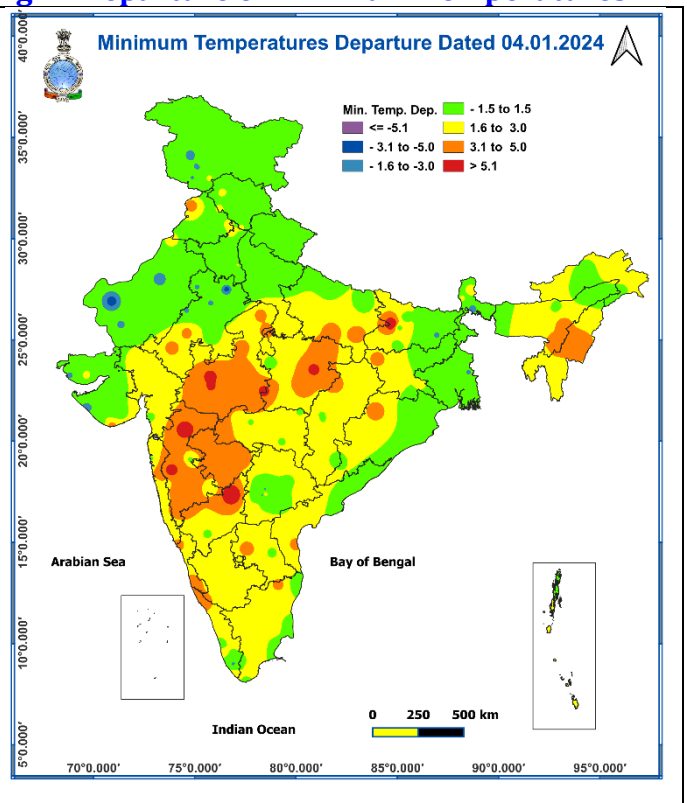 Minimum Temperatures Departure Dated 04.01.2024
Min. Temp. Dep.
<= -5.1
- 3.1 to -5.0
- 1.6 to -3.0
- 1.5 to 1.5
1.6 to 3.0
3.1 to 5.0
> 5.1
40°0.000'
35°0.000'
30°0.000'
25°0.000'
20°0.000'
15°0.000'
10°0.000'
5°0.000'
Arabian Sea
Bay of Bengal
Indian Ocean
0 250 500 km
70°0.000' 75°0.000' 80°0.000' 85°0.000' 90°0.000' 95°0.000'